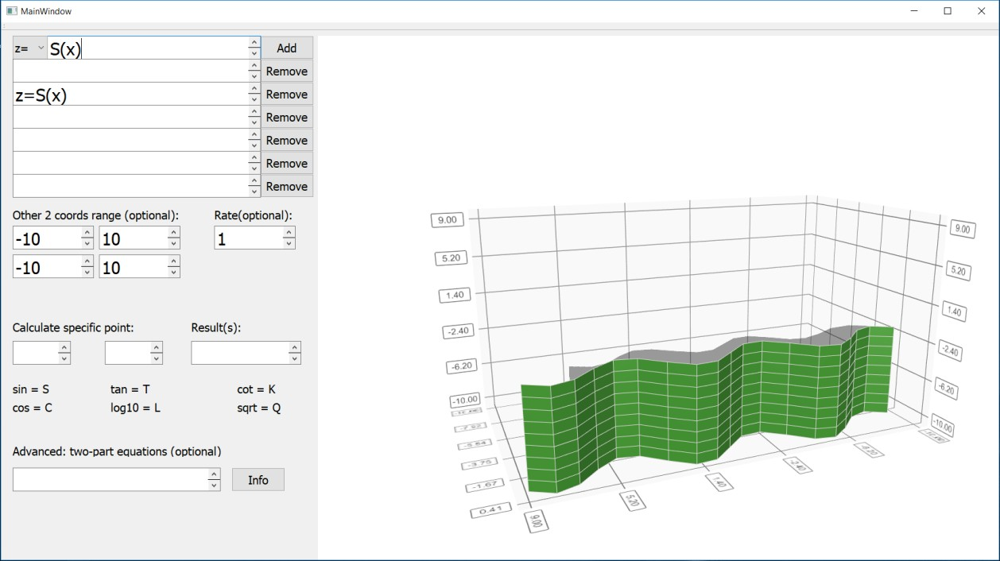 MainWindow
z= S(x) Add
Remove
z=S(x) Remove
Remove
Remove
Remove
Remove
Other 2 coords range (optional): Rate(optional):
-10 10 1
-10 10
Calculate specific point: Result(s):
sin = S tan = T cot = K
cos = C log10 = L sqrt = Q
Advanced: two-part equations (optional)
Info
9.00
5.20
1.40
-2.40
-6.20
-10.00
-7.92
-5.84
-3.75
-1.67
0.41
9.00
5.20
1.40
-2.40
-6.20
9.00
5.20
1.40
-2.40
-6.20
-10.00